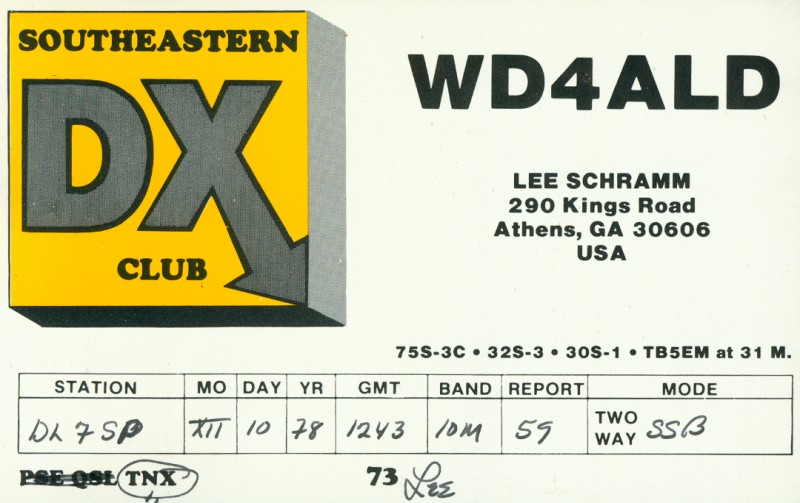 SOUTHEASTERN
DX
CLUB
WD4ALD
LEE SCHRAMM
290 Kings Road
Athens, GA 30606
USA
75S-3C • 32S-3 • 30S-1 • TB5EM at 31 M.
STATION MO DAY YR GMT BAND REPORT MODE
DL7SP XII 10 78 1243 10M 59 TWO WAY SSB
PSE QSL TNX 73 Lee